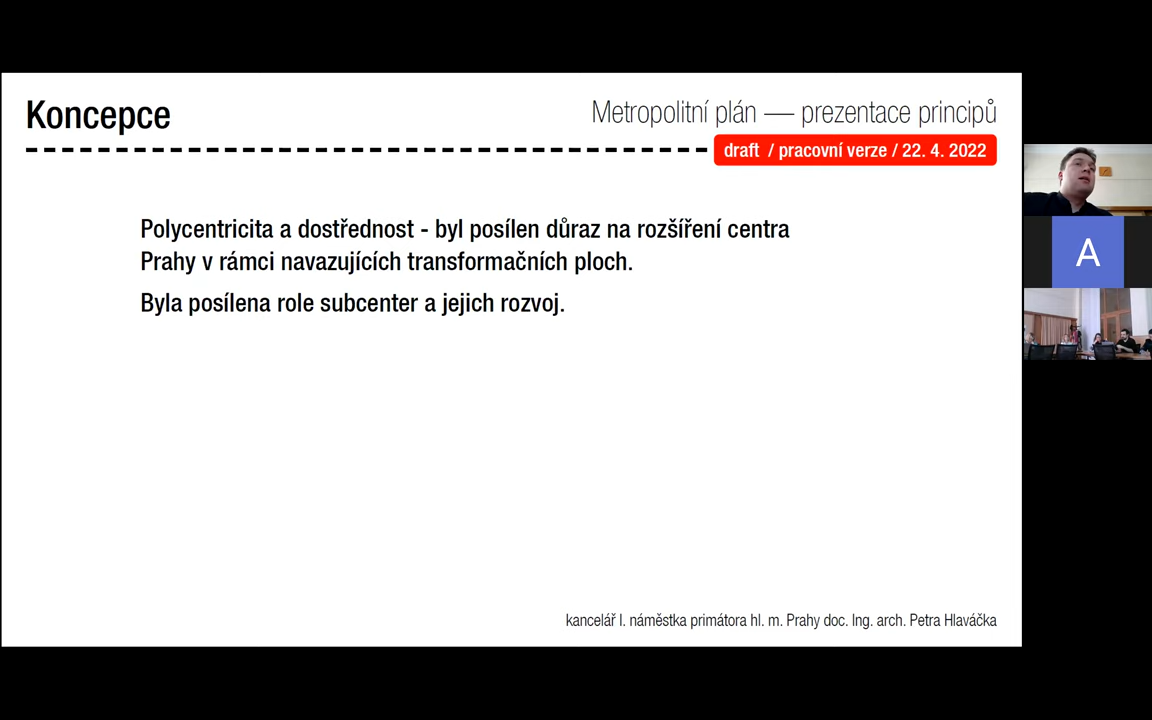 Koncepce
Metropolitní plán — prezentace principů
draft / pracovní verze / 22. 4. 2022
Polycentricita a dostřednost - byl posílen důraz na rozšíření centra
Prahy v rámci navazujících transformačních ploch.
Byla posílena role subcenter a jejich rozvoj.
kancelář I. náměstka primátora hl. m. Prahy doc. Ing. arch. Petra Hlaváčka
A